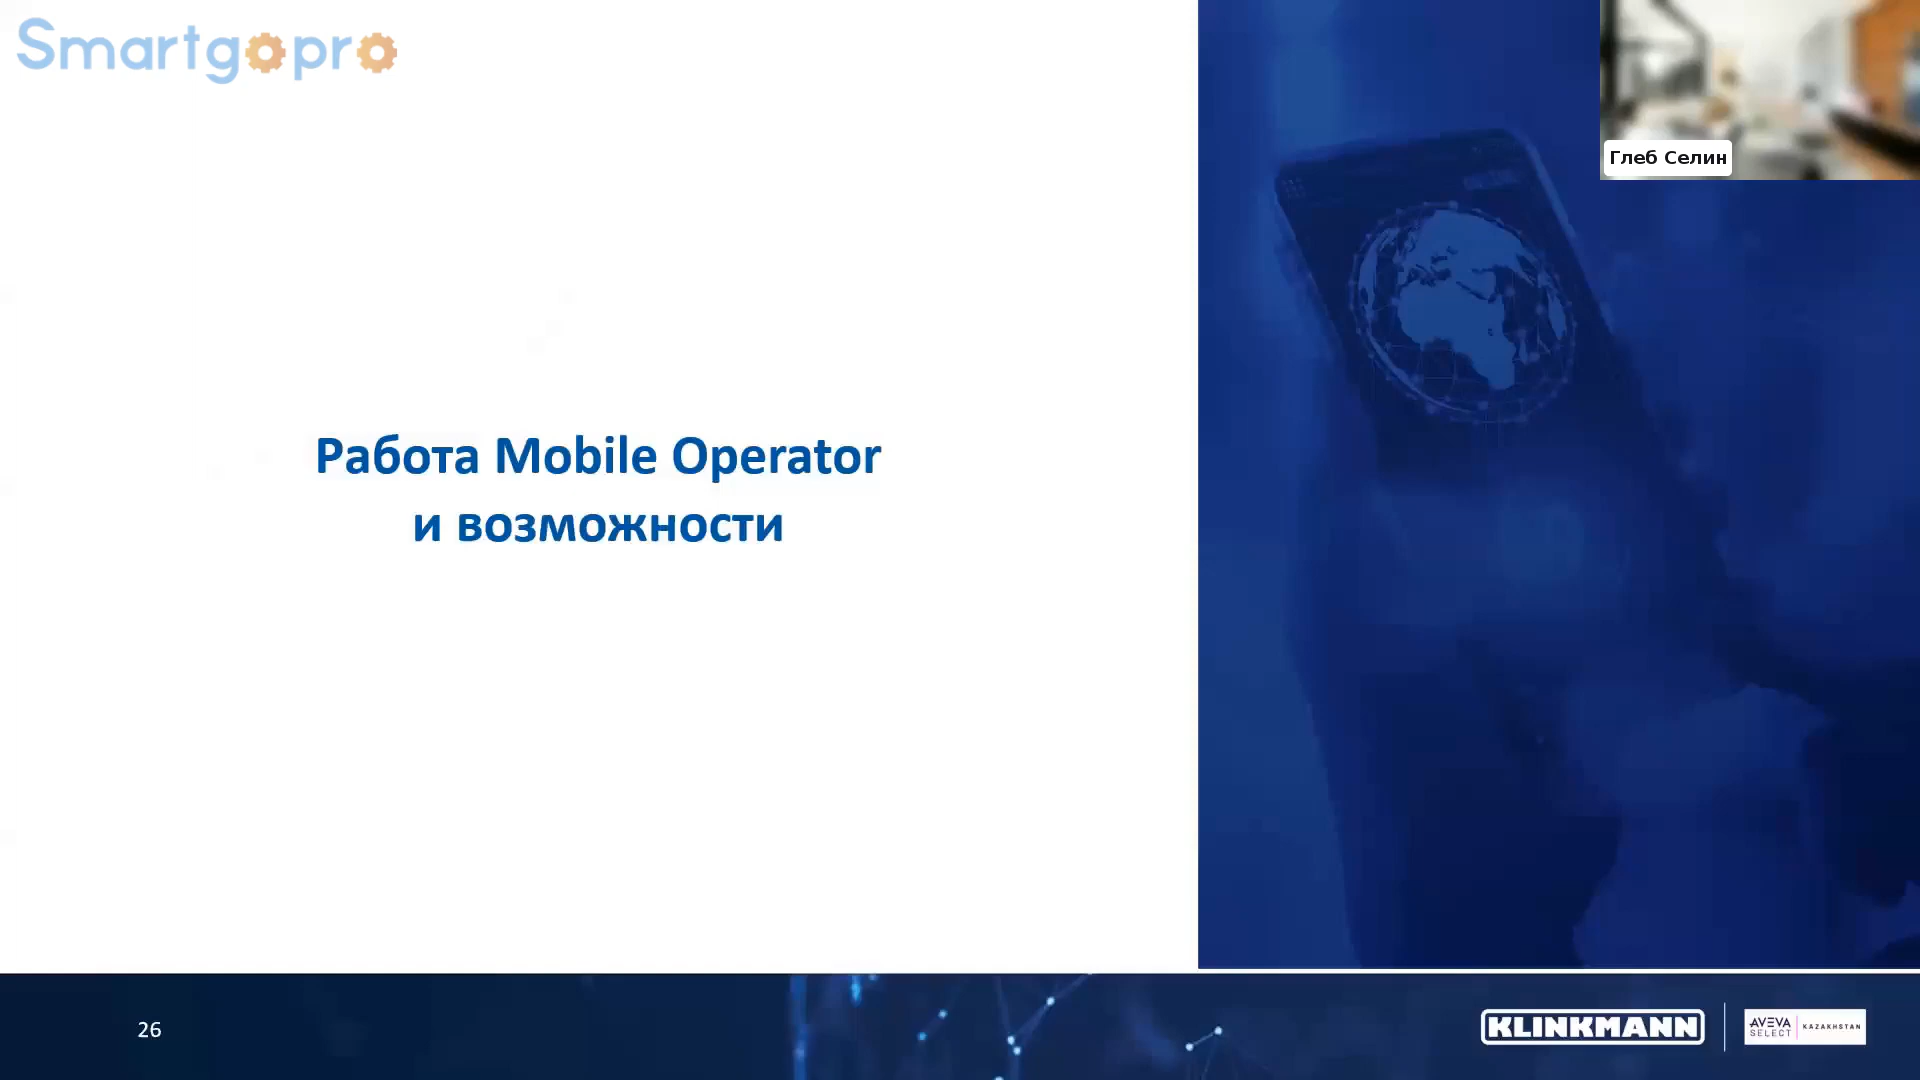 Smartgopro
Глеб Селин
Работа Mobile Operator
и возможности
26
KLINKMANN
AVEVA
SELECT
KAZAKHSTAN